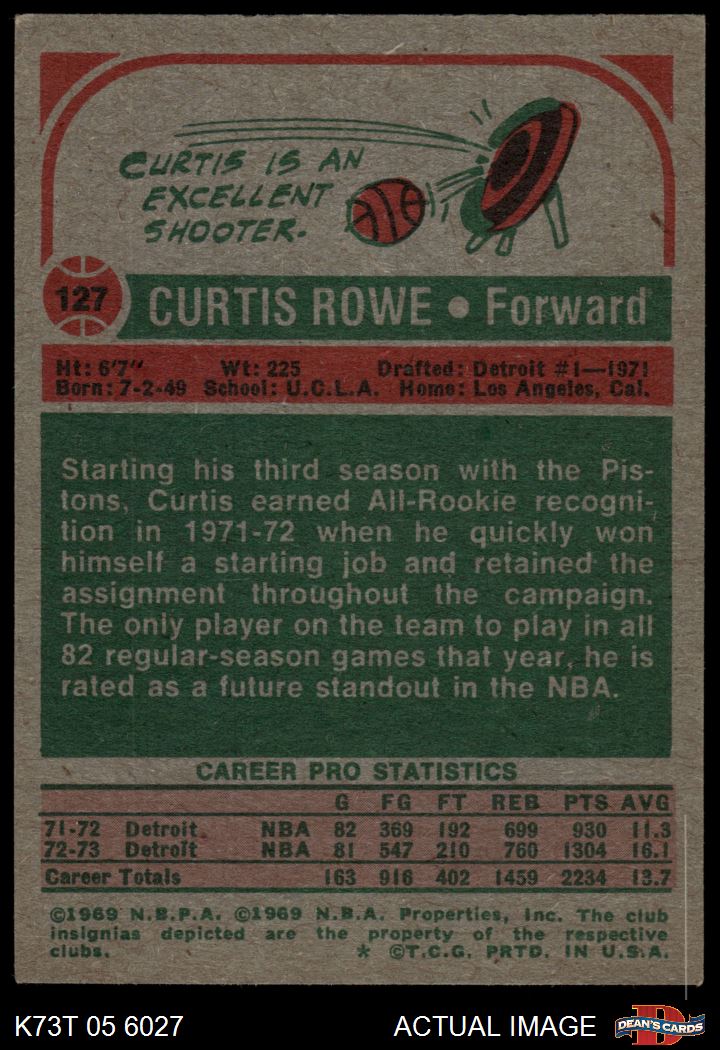 CURTIS IS AN
EXCELLENT
SHOOTER.
127 CURTIS ROWE • Forward
Ht: 6'7" Wt: 225 Drafted: Detroit #1—1971
Born: 7-2-49 School: U.C.L.A. Home: Los Angeles, Cal.
Starting his third season with the Pis-
tons, Curtis earned All-Rookie recogni-
tion in 1971-72 when he quickly won
himself a starting job and retained the
assignment throughout the campaign.
The only player on the team to play in all
82 regular-season games that year, he is
rated as a future standout in the NBA.
CAREER PRO STATISTICS
G FG FT REB PTS AVG
71-72 Detroit NBA 82 369 192 699 930 11.3
72-73 Detroit NBA 81 547 210 760 1304 16.1
Career Totals 163 916 402 1459 2234 13.7
©1969 N.B.P.A. ©1969 N.B.A. Properties, Inc. The club
insignias depicted are the property of the respective
clubs. * ©T.C.G. PRTD. IN U.S.A.
K73T 05 6027 ACTUAL IMAGE DEAN'S CARDS